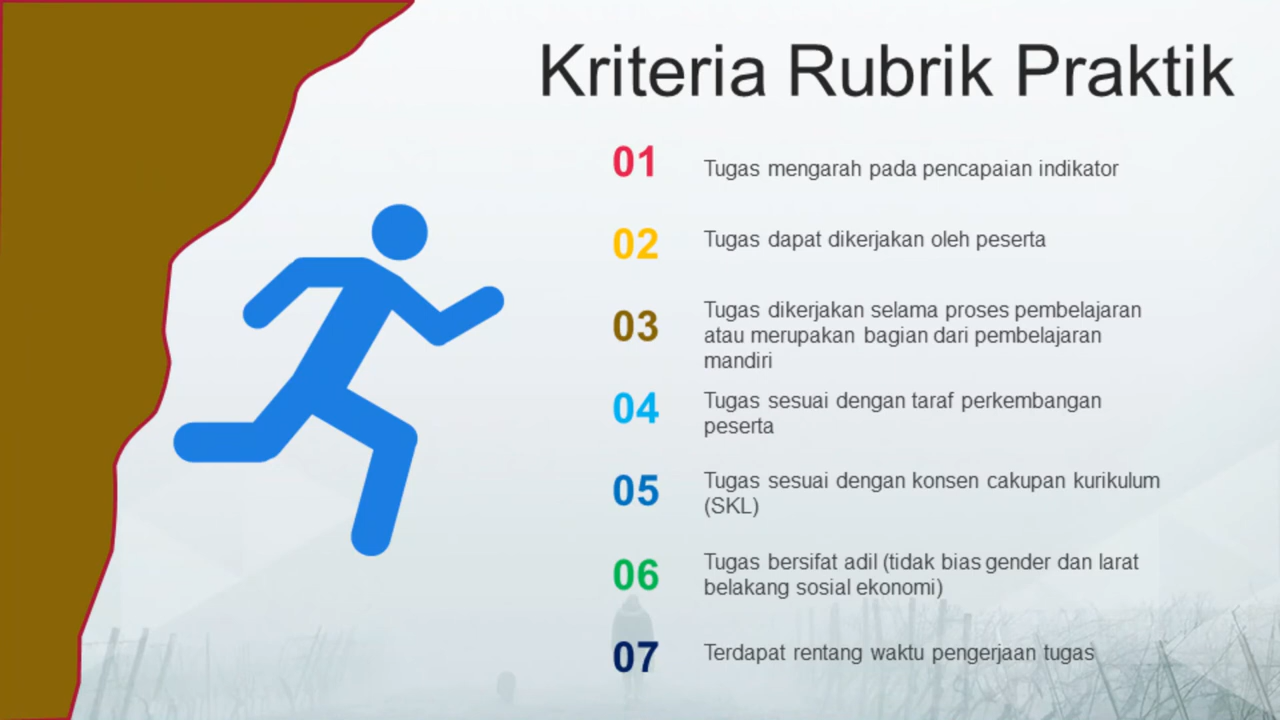 Kriteria Rubrik Praktik
01
Tugas mengarah pada pencapaian indikator
02
Tugas dapat dikerjakan oleh peserta
03
Tugas dikerjakan selama proses pembelajaran
atau merupakan bagian dari pembelajaran
mandiri
04
Tugas sesuai dengan taraf perkembangan
peserta
05
Tugas sesuai dengan konsen cakupan kurikulum
(SKL)
06
Tugas bersifat adil (tidak bias gender dan larat
belakang sosial ekonomi)
07
Terdapat rentang waktu pengerjaan tugas